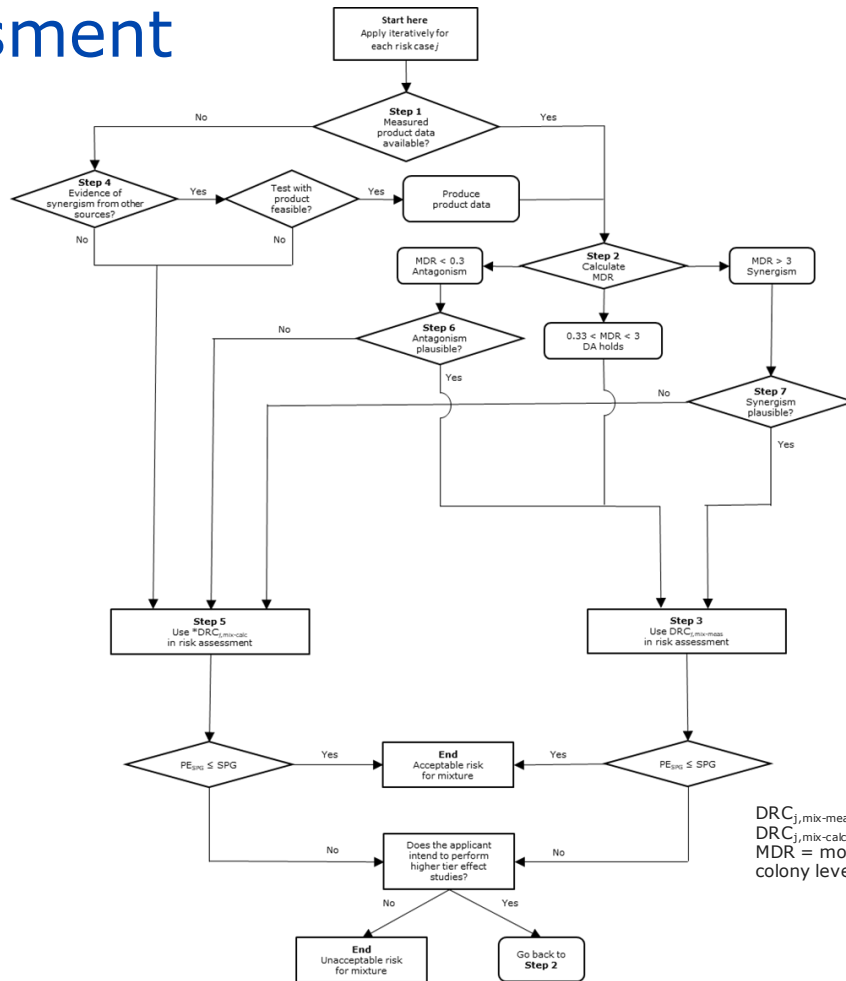 sment
Start here
Apply iteratively for
each risk case j
Step 1
Measured
product data
available?
No
Yes
Step 4
Evidence of
synergism from other
sources?
Yes
Test with
product
feasible?
Yes
Produce
product data
No
No
MDR < 0.3
Antagonism
Step 2
Calculate
MDR
MDR > 3
Synergism
No
Step 6
Antagonism
plausible?
0.33 < MDR < 3
DA holds
Yes
No
Step 7
Synergism
plausible?
Yes
Step 5
Use *DRCj,mix-calc
in risk assessment
Step 3
Use DRCj,mix-meas
in risk assessment
PESPG ≤ SPG
Yes
End
Acceptable risk
for mixture
Yes
PESPG ≤ SPG
No
Does the applicant
intend to perform
higher tier effect
studies?
No
DRCj,mix-mea
DRCj,mix-calc
MDR = mo
colony leve
No
Yes
End
Unacceptable risk
for mixture
Go back to
Step 2